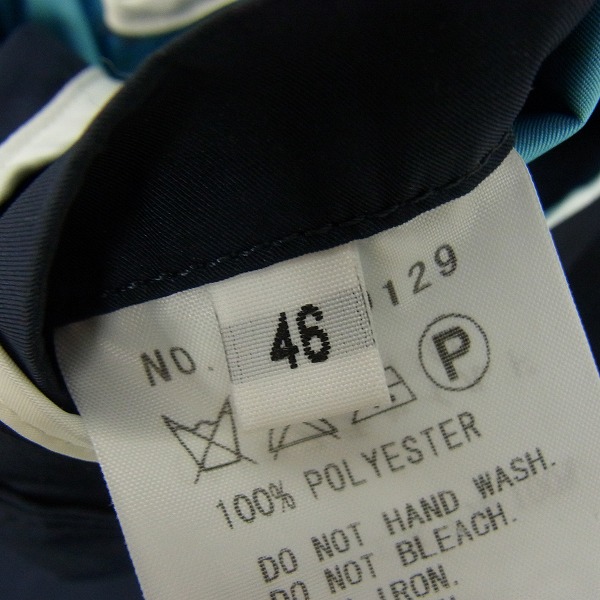 46
NO. 129
P
100% POLYESTER
DO NOT HAND WASH.
DO NOT BLEACH.
IRON.